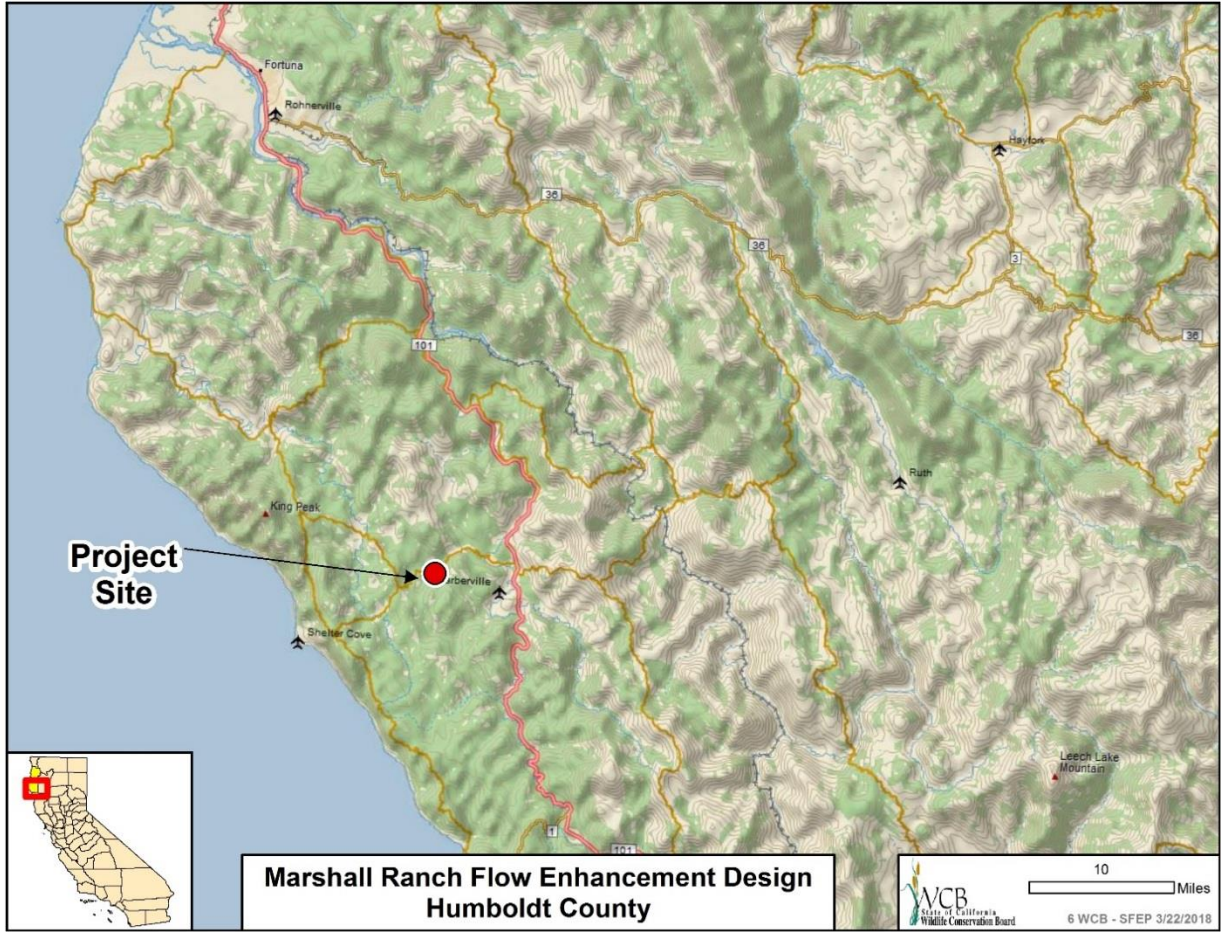 Fortuna
Rohnerville
Hayfork
36
36
3
36
101
Ruth
King Peak
Project
Site
urberville
Shelter Cove
Leech Lake
Mountain
1
101
Marshall Ranch Flow Enhancement Design
Humboldt County
WCB
State of California
Wildlife Conservation Board
10
Miles
6 WCB - SFEP 3/22/2018